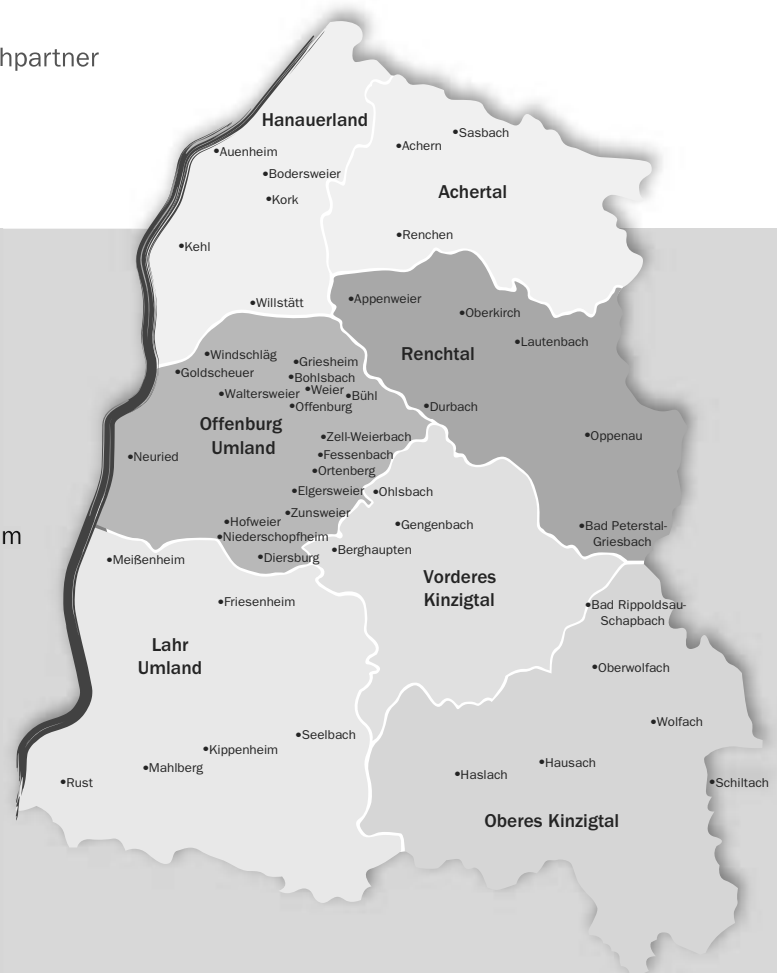 hpartner
Hanauerland
Auenheim
Bodersweier
Kork
Kehl
Willstätt
Sasbach
Achern
Achertal
Renchen
Appenweier
Oberkirch
Lautenbach
Renchtal
Durbach
Oppenau
Bad Peterstal-
Griesbach
Windschläg
Goldscheuer
Griesheim
Bohlsbach
Waltersweier
Weier
Bühl
Offenburg
Offenburg
Umland
Neuried
Zell-Weierbach
Fessenbach
Ortenberg
Elgersweier
Zunsweier
Hofweier
Niederschopfheim
Diersburg
Ohlsbach
Gengenbach
Berghaupten
Vorderes
Kinzigtal
m
Meißenheim
Friesenheim
Lahr
Umland
Seelbach
Kippenheim
Mahlberg
Rust
Bad Rippoldsau-
Schapbach
Oberwolfach
Wolfach
Hausach
Haslach
Schiltach
Oberes Kinzigtal